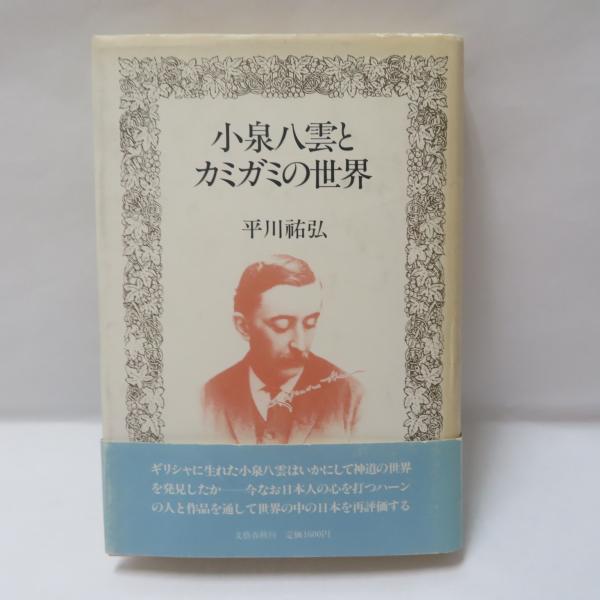 小泉八雲と
カミガミの世界
平川祐弘
ギリシャに生れた小泉八雲はいかにして神道の世界
を発見したか——今なお日本人の心を打つハーン
の人と作品を通して世界の中の日本を再評価する
文藝春秋刊 定価1600円